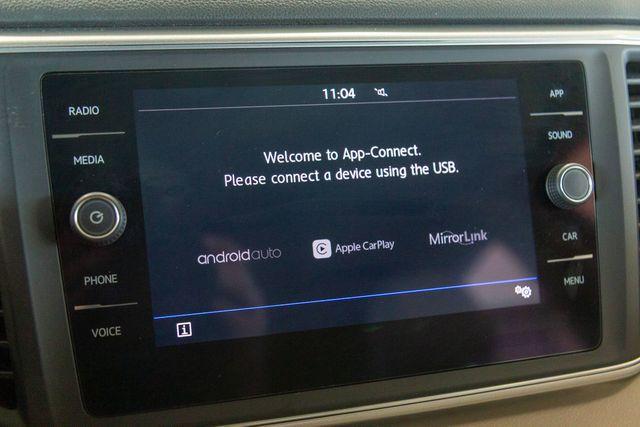 RADIO
MEDIA
PHONE
VOICE
11:04
Welcome to App-Connect.
Please connect a device using the USB.
androidauto
Apple CarPlay
MirrorLink
i
APP
SOUND
CAR
MENU